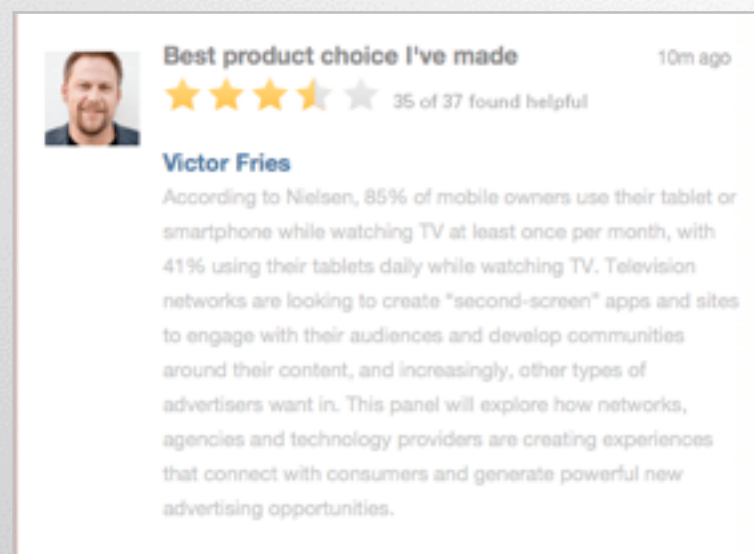 Best product choice I've made
10m ago
35 of 37 found helpful
Victor Fries
According to Nielsen, 85% of mobile owners use their tablet or
smartphone while watching TV at least once per month, with
41% using their tablets daily while watching TV. Television
networks are looking to create "second-screen" apps and sites
to engage with their audiences and develop communities
around their content, and increasingly, other types of
advertisers want in. This panel will explore how networks,
agencies and technology providers are creating experiences
that connect with consumers and generate powerful new
advertising opportunities.